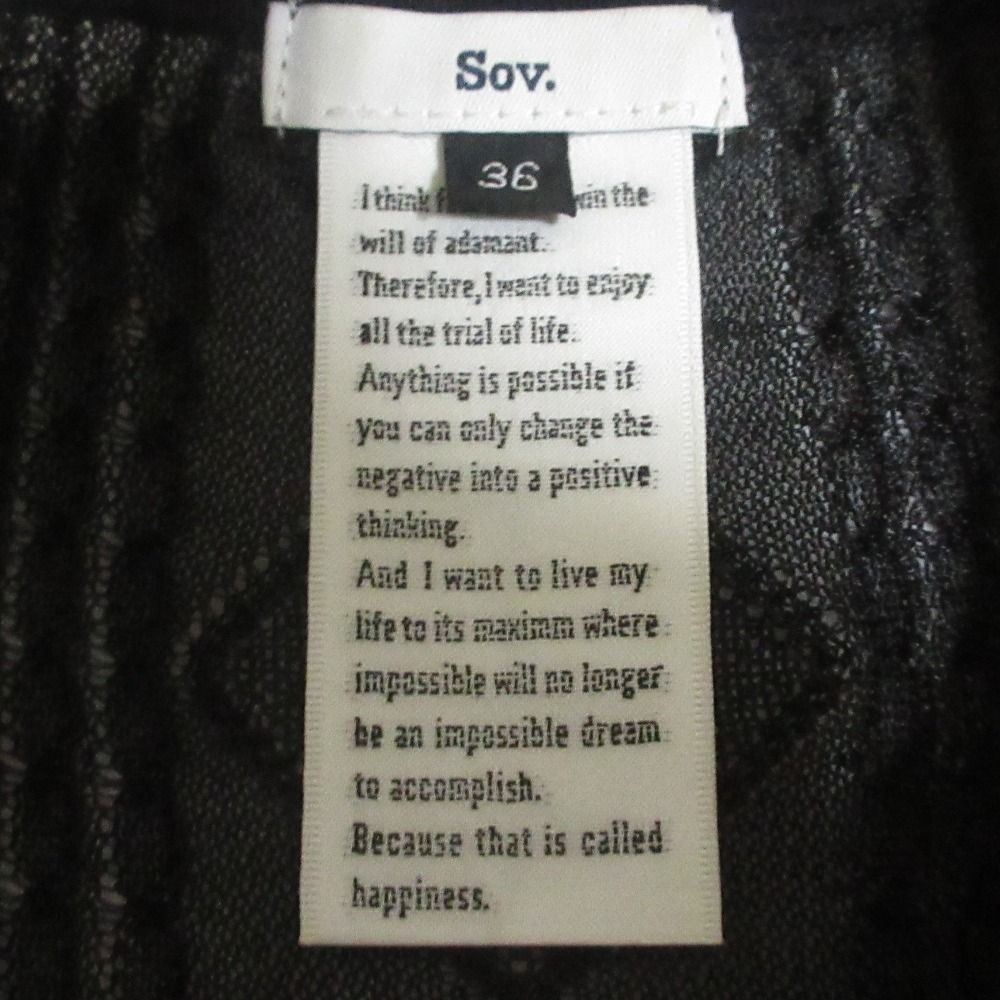 Sov.
36
I think win the
will of adamant.
Therefore, I want to enjoy
all the trial of life.
Anything is possible if
you can only change the
negative into a positive
thinking.
And I want to live my
life to its maximm where
impossible will no longer
be an impossible dream
to accomplish.
Because that is called
happiness.